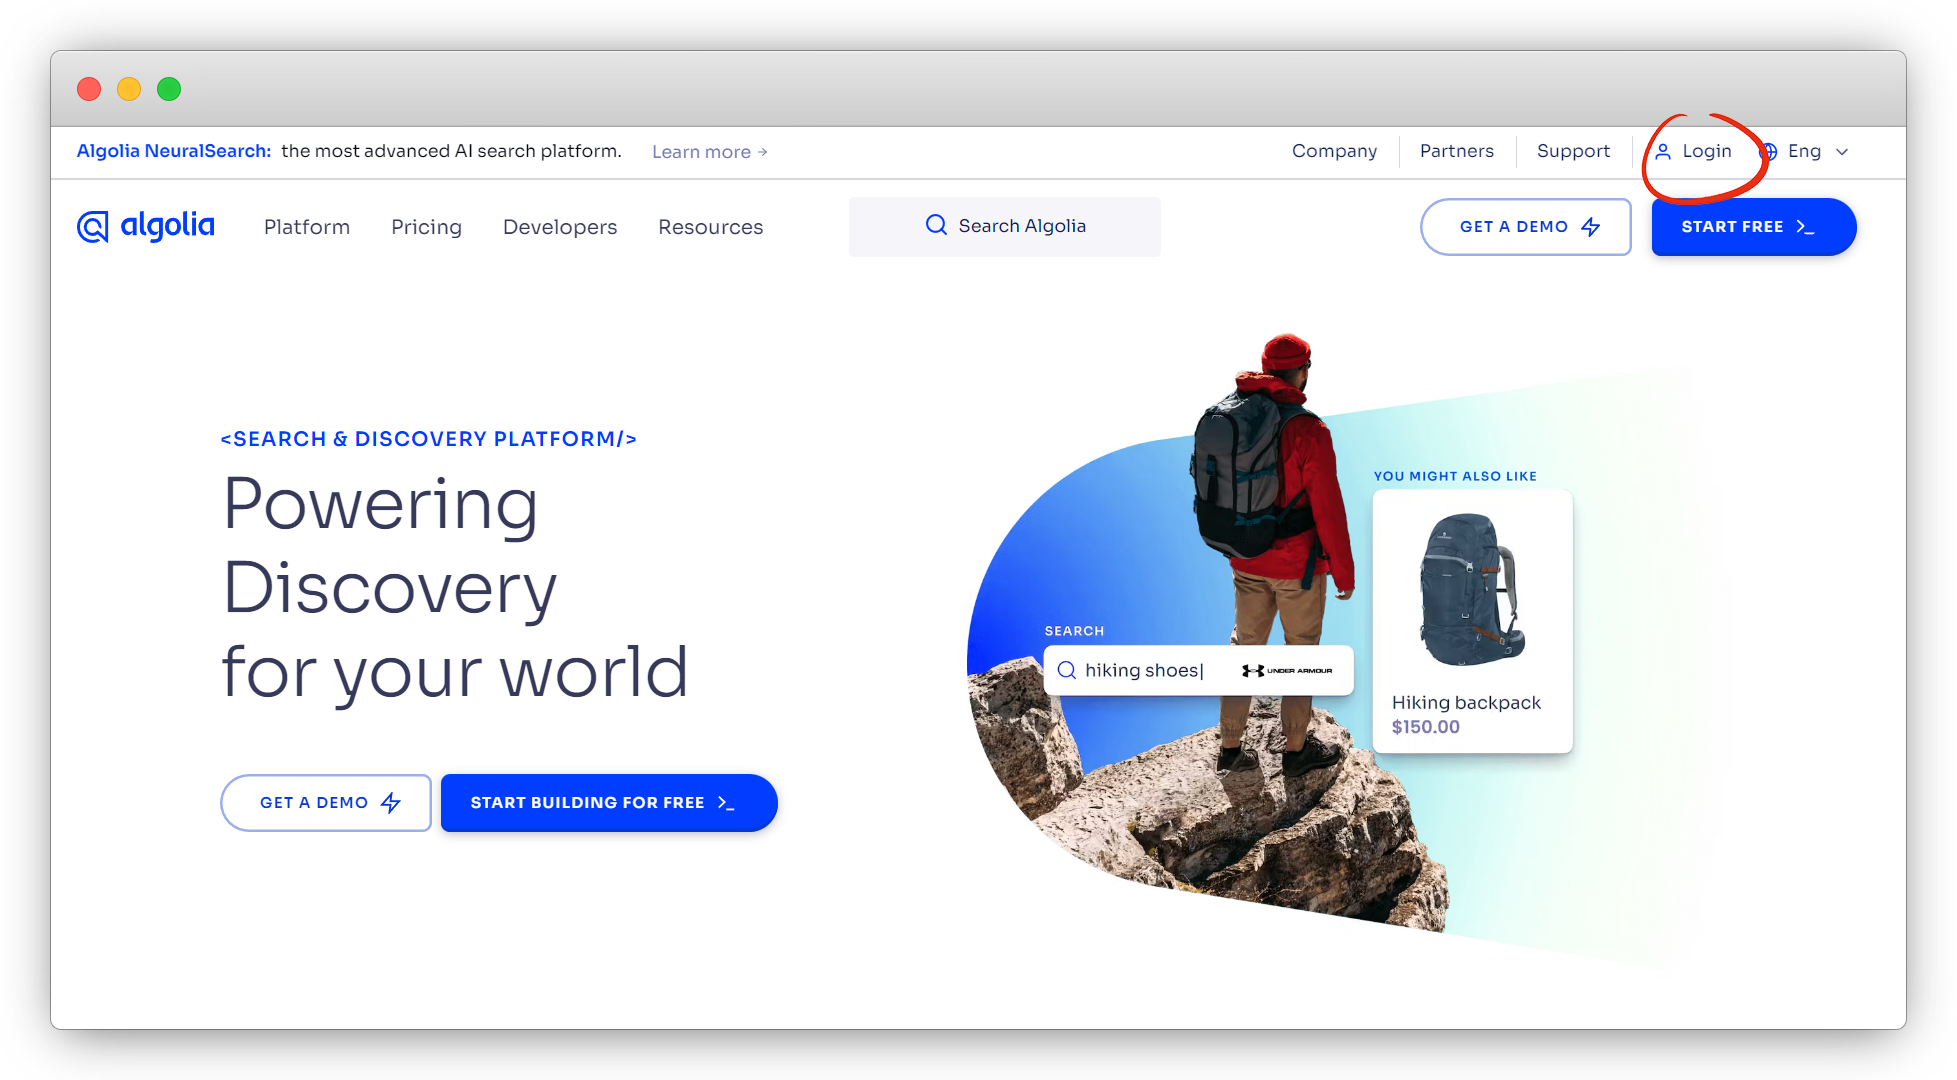 Algolia NeuralSearch: the most advanced AI search platform. Learn more → Company Partners Support Login Eng
algolia Platform Pricing Developers Resources Search Algolia GET A DEMO START FREE >_
<SEARCH & DISCOVERY PLATFORM/>
Powering
Discovery
for your world
GET A DEMO START BUILDING FOR FREE >_
YOU MIGHT ALSO LIKE
SEARCH
hiking shoes| UNDER ARMOUR
Hiking backpack
$150.00